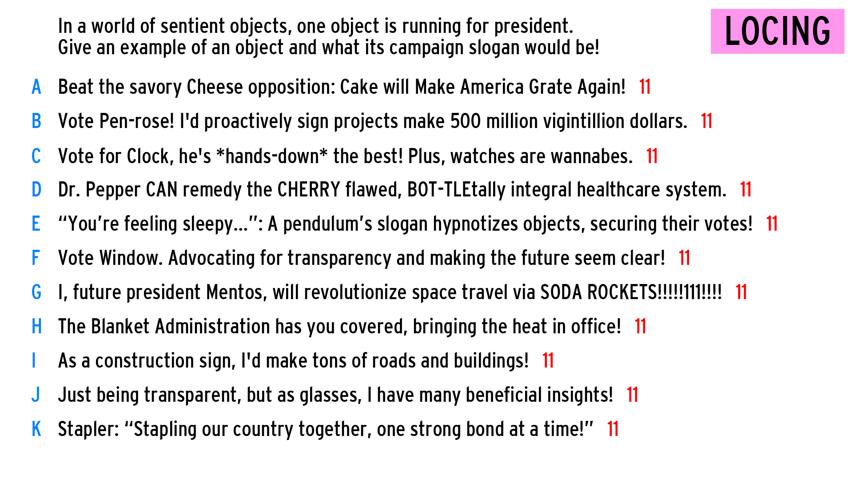 In a world of sentient objects, one object is running for president.
Give an example of an object and what its campaign slogan would be!
LOCING
A Beat the savory Cheese opposition: Cake will Make America Grate Again! 11
B Vote Pen-rose! I'd proactively sign projects make 500 million vigintillion dollars. 11
C Vote for Clock, he's *hands-down* the best! Plus, watches are wannabes. 11
D Dr. Pepper CAN remedy the CHERRY flawed, BOT-TLEtally integral healthcare system. 11
E “You’re feeling sleepy...”: A pendulum’s slogan hypnotizes objects, securing their votes! 11
F Vote Window. Advocating for transparency and making the future seem clear! 11
G I, future president Mentos, will revolutionize space travel via SODA ROCKETS!!!!!111!!!! 11
H The Blanket Administration has you covered, bringing the heat in office! 11
I As a construction sign, I'd make tons of roads and buildings! 11
J Just being transparent, but as glasses, I have many beneficial insights! 11
K Stapler: “Stapling our country together, one strong bond at a time!” 11